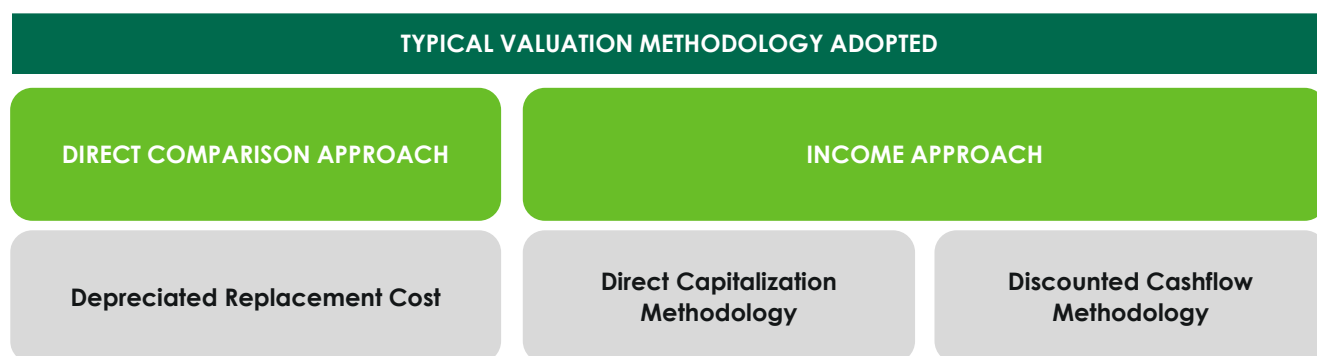 TYPICAL VALUATION METHODOLOGY ADOPTED
DIRECT COMPARISON APPROACH
INCOME APPROACH
Depreciated Replacement Cost
Direct Capitalization
Methodology
Discounted Cashflow
Methodology